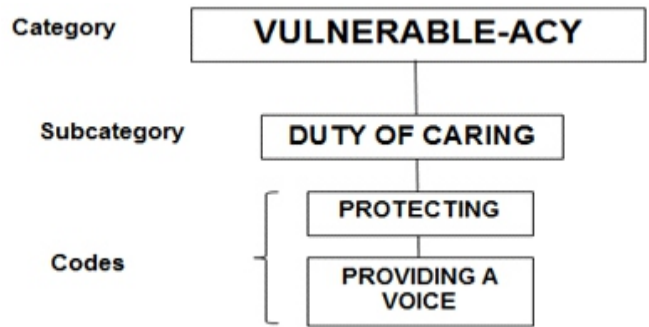 Category
VULNERABLE-ACY
Subcategory
DUTY OF CARING
PROTECTING
Codes
PROVIDING A
VOICE